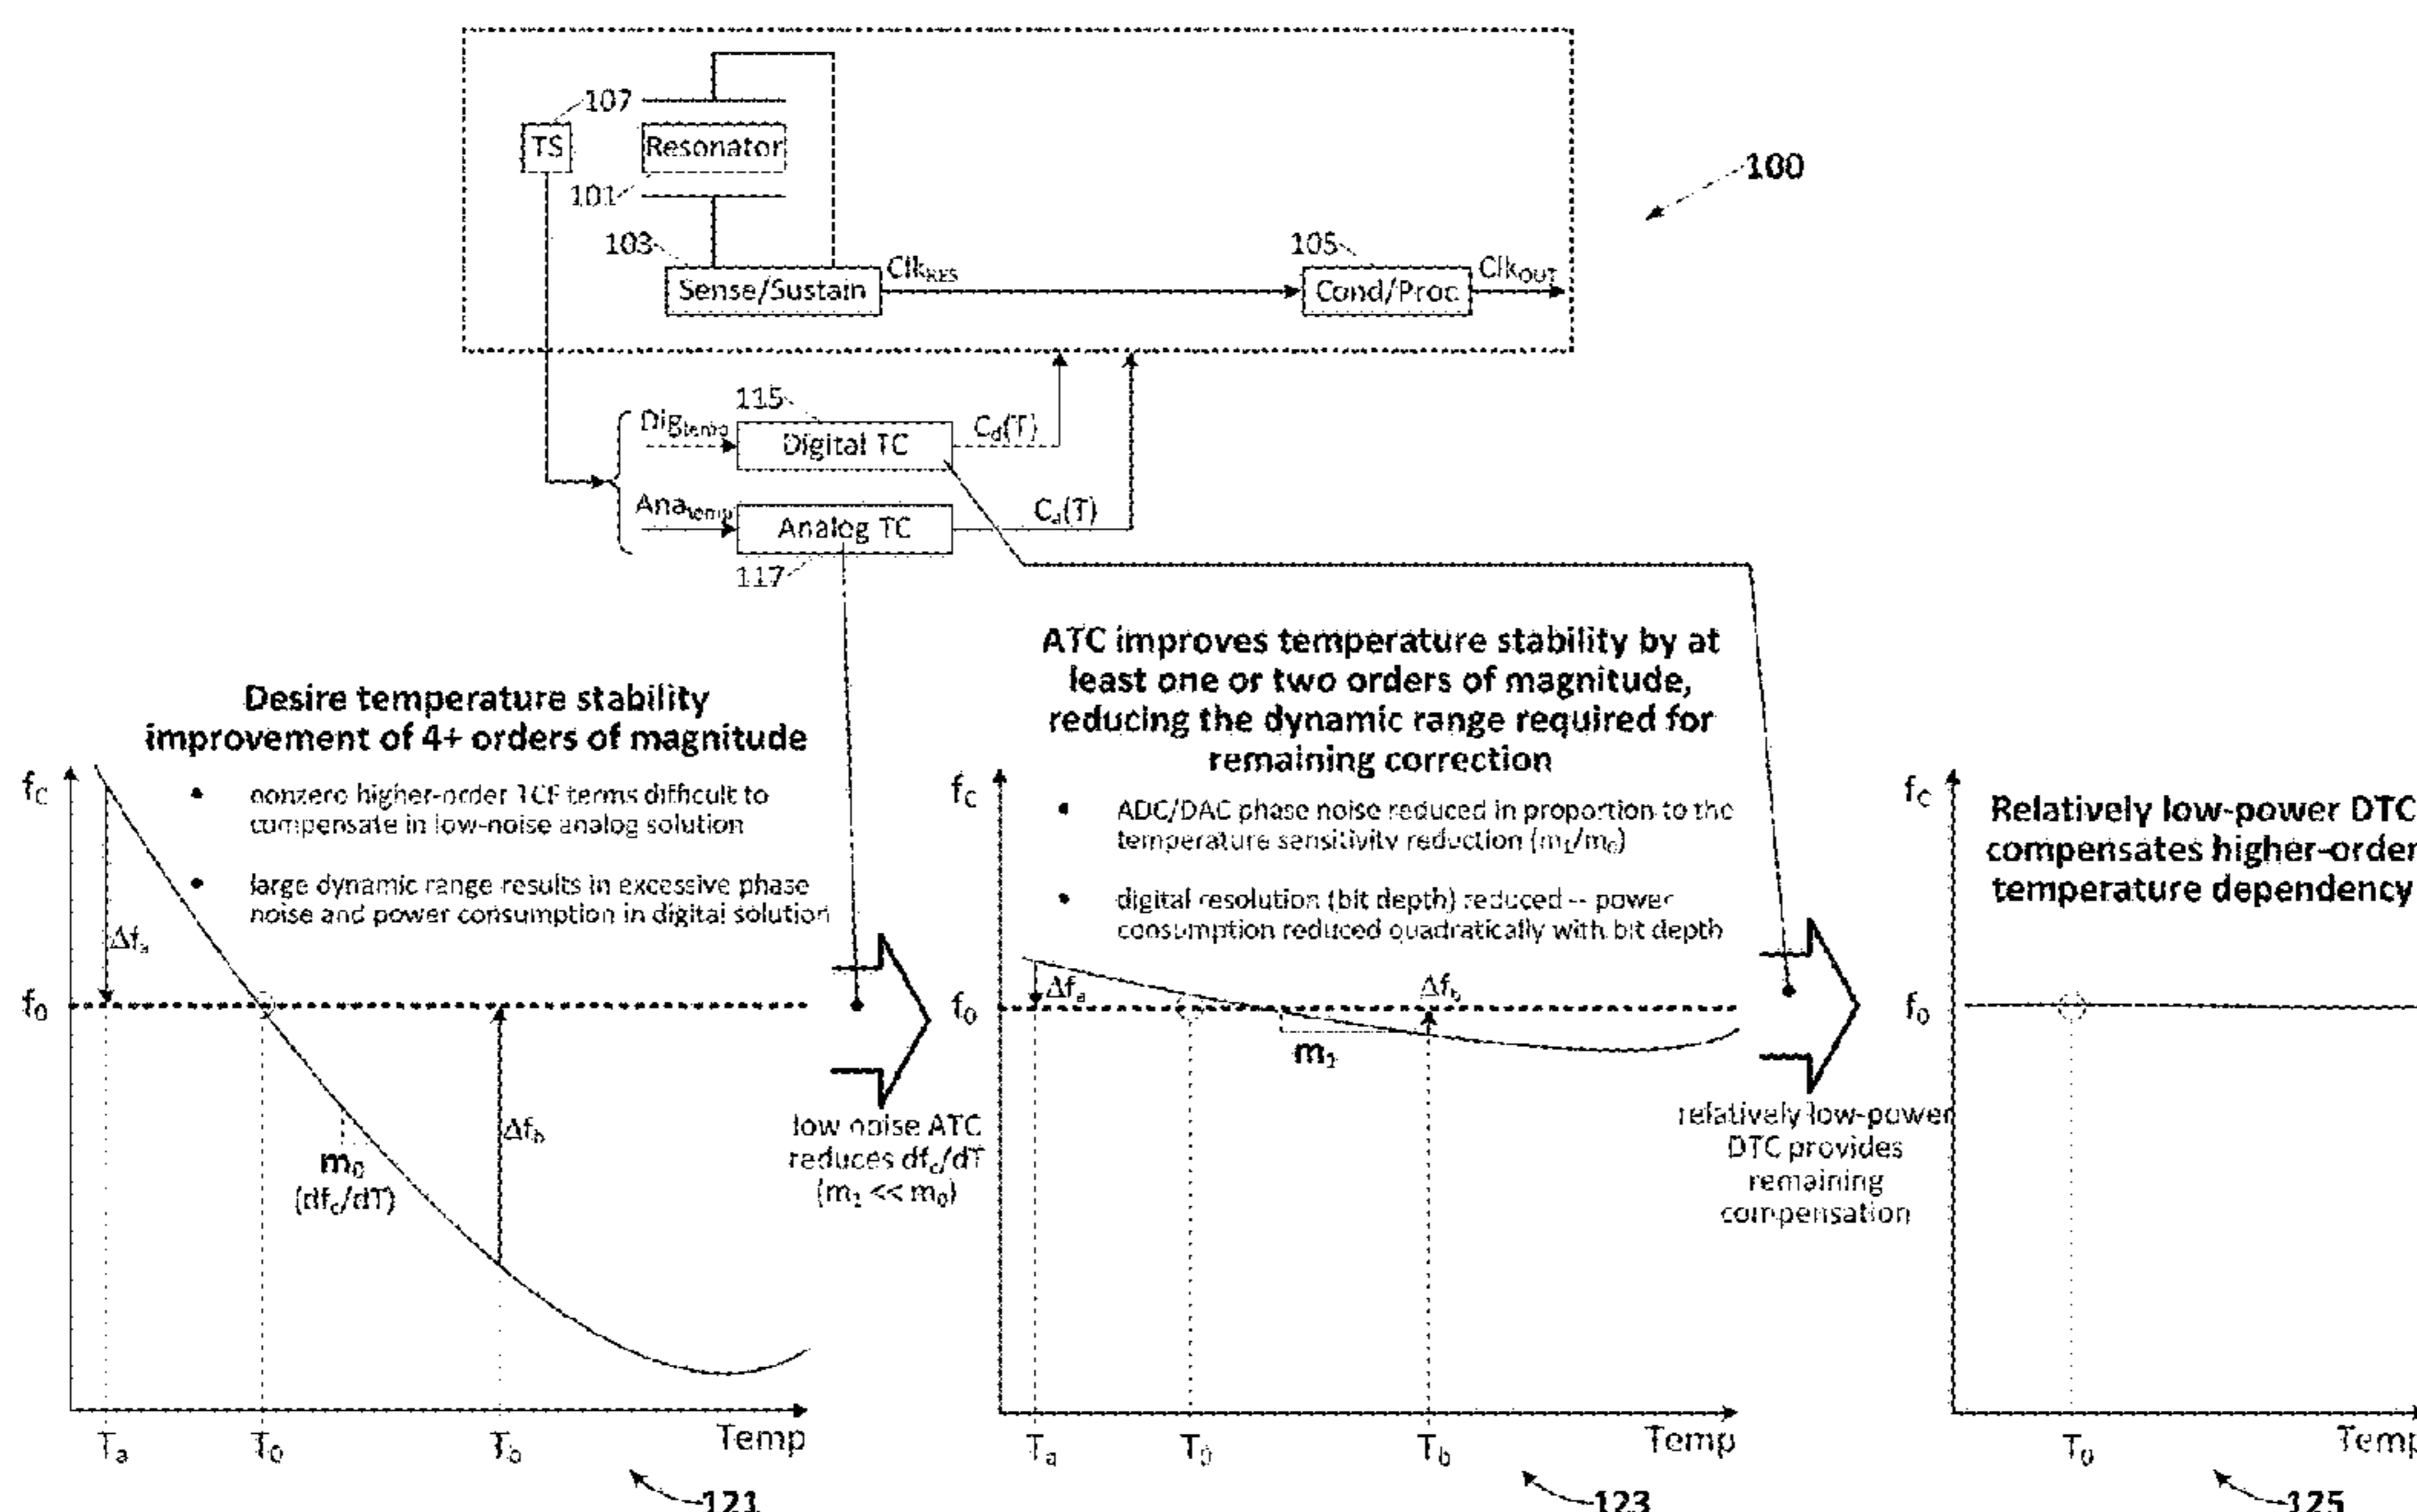 107
TS
Resonator
101
100
103
105
Clk_RES
Clk_OUT
Sense/Sustain
Cond/Proc
115
Dig_temp
Digital TC
C_d(T)
Ana_temp
Analog TC
C_a(T)
117
Desire temperature stability
improvement of 4+ orders of magnitude
f_C
• nonzero higher-order TCF terms difficult to
compensate in low-noise analog solution
• large dynamic range results in excessive phase
noise and power consumption in digital solution
Δf_a
f_0
Δf_b
m_0
(df_c/dT)
T_a
T_0
T_b
Temp
121
low noise ATC
reduces df_c/dT
(m_1 << m_0)
ATC improves temperature stability by at
least one or two orders of magnitude,
reducing the dynamic range required for
remaining correction
f_C
• ADC/DAC phase noise reduced in proportion to the
temperature sensitivity reduction (m_1/m_0)
• digital resolution (bit depth) reduced -- power
consumption reduced quadratically with bit depth
Δf_a
Δf_b
f_0
m_1
T_a
T_0
T_b
Temp
123
relatively low-power
DTC provides
remaining
compensation
f_C
Relatively low-power DTC
compensates higher-order
temperature dependency
f_0
T_0
Temp
125